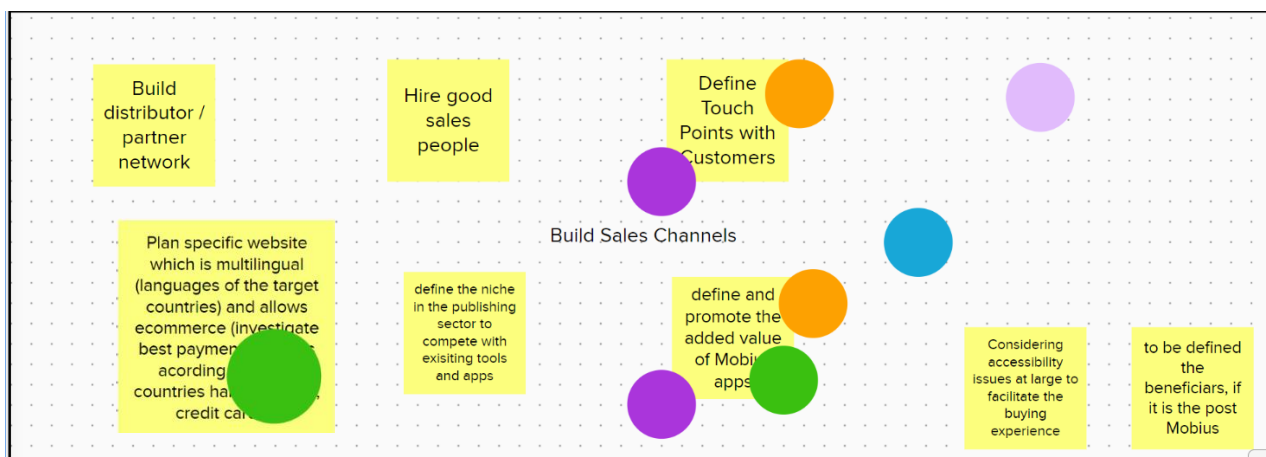 Build
distributor /
partner
network
Hire good
sales
people
Define
Touch
Points with
Customers
Build Sales Channels
Plan specific website
which is multilingual
(languages of the target
countries) and allows
ecommerce (investigate
best
acording
countries
credit
define the niche
in the publishing
sector to
compete with
exisiting tools
and apps
define and
promote the
added value
of Mobius
apps
Considering
accessibility
issues at large to
facilitate the
buying
experience
to be defined
the
beneficiars, if
it is the post
Mobius